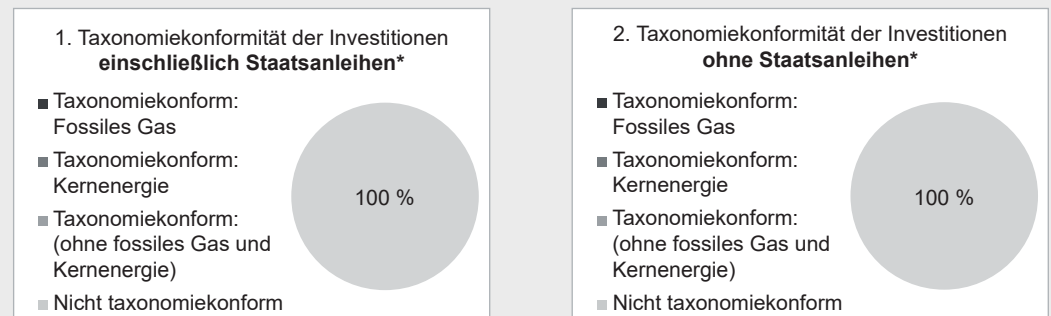 1. Taxonomiekonformität der Investitionen
einschließlich Staatsanleihen*
Taxonomiekonform:
Fossiles Gas
Taxonomiekonform:
Kernenergie
Taxonomiekonform:
(ohne fossiles Gas und
Kernenergie)
Nicht taxonomiekonform
100 %
2. Taxonomiekonformität der Investitionen
ohne Staatsanleihen*
Taxonomiekonform:
Fossiles Gas
Taxonomiekonform:
Kernenergie
Taxonomiekonform:
(ohne fossiles Gas und
Kernenergie)
Nicht taxonomiekonform
100 %